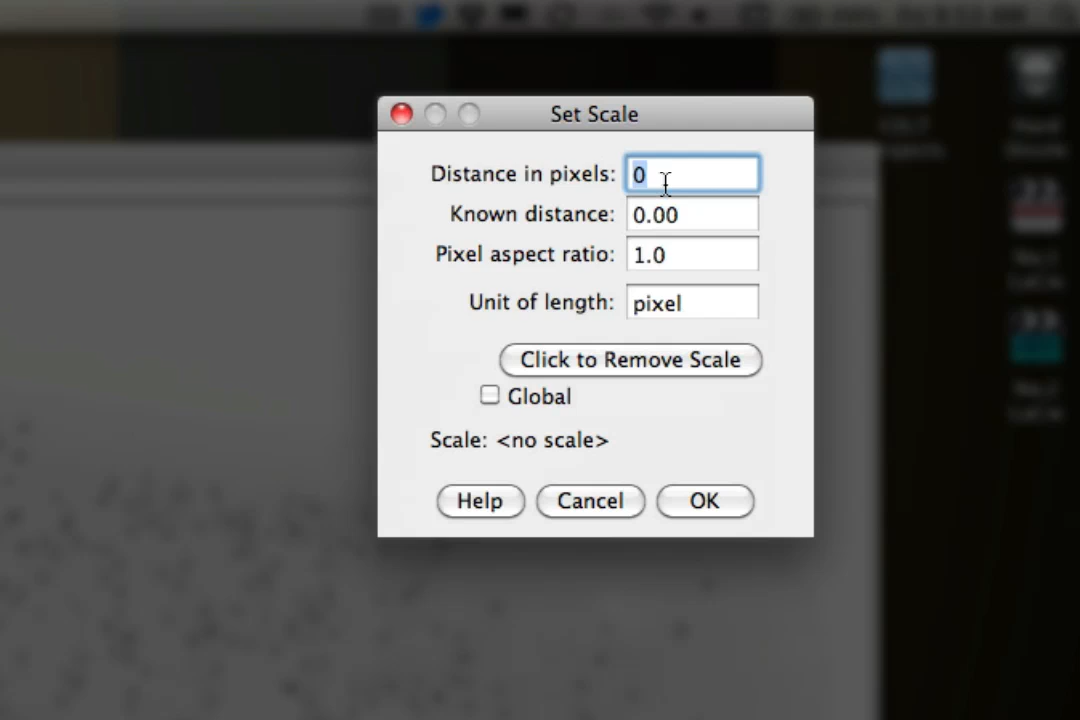 Set Scale
Distance in pixels: 0
Known distance: 0.00
Pixel aspect ratio: 1.0
Unit of length: pixel
Click to Remove Scale
Global
Scale: <no scale>
Help Cancel OK